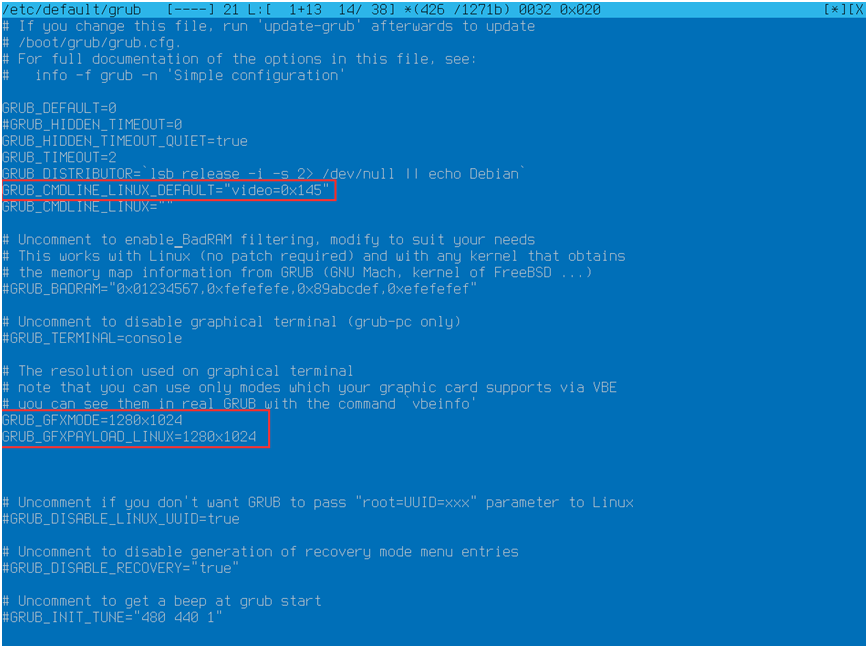 /etc/default/grub   [----] 21 L:[  1+13  14/ 38] *(426 /1271b) 0032 0x020                         [*][X
# If you change this file, run 'update-grub' afterwards to update
# /boot/grub/grub.cfg.
# For full documentation of the options in this file, see:
#   info -f grub -n 'Simple configuration'
GRUB_DEFAULT=0
#GRUB_HIDDEN_TIMEOUT=0
GRUB_HIDDEN_TIMEOUT_QUIET=true
GRUB_TIMEOUT=2
GRUB_DISTRIBUTOR=`lsb_release -i -s 2> /dev/null || echo Debian`
GRUB_CMDLINE_LINUX_DEFAULT="video=0x145"
GRUB_CMDLINE_LINUX=""
# Uncomment to enable BadRAM filtering, modify to suit your needs
# This works with Linux (no patch required) and with any kernel that obtains
# the memory map information from GRUB (GNU Mach, kernel of FreeBSD ...)
#GRUB_BADRAM="0x01234567,0xfefefefe,0x89abcdef,0xefefefef"
# Uncomment to disable graphical terminal (grub-pc only)
#GRUB_TERMINAL=console
# The resolution used on graphical terminal
# note that you can use only modes which your graphic card supports via VBE
# you can see them in real GRUB with the command `vbeinfo'
GRUB_GFXMODE=1280x1024
GRUB_GFXPAYLOAD_LINUX=1280x1024
# Uncomment if you don't want GRUB to pass "root=UUID=xxx" parameter to Linux
#GRUB_DISABLE_LINUX_UUID=true
# Uncomment to disable generation of recovery mode menu entries
#GRUB_DISABLE_RECOVERY="true"
# Uncomment to get a beep at grub start
#GRUB_INIT_TUNE="480 440 1"